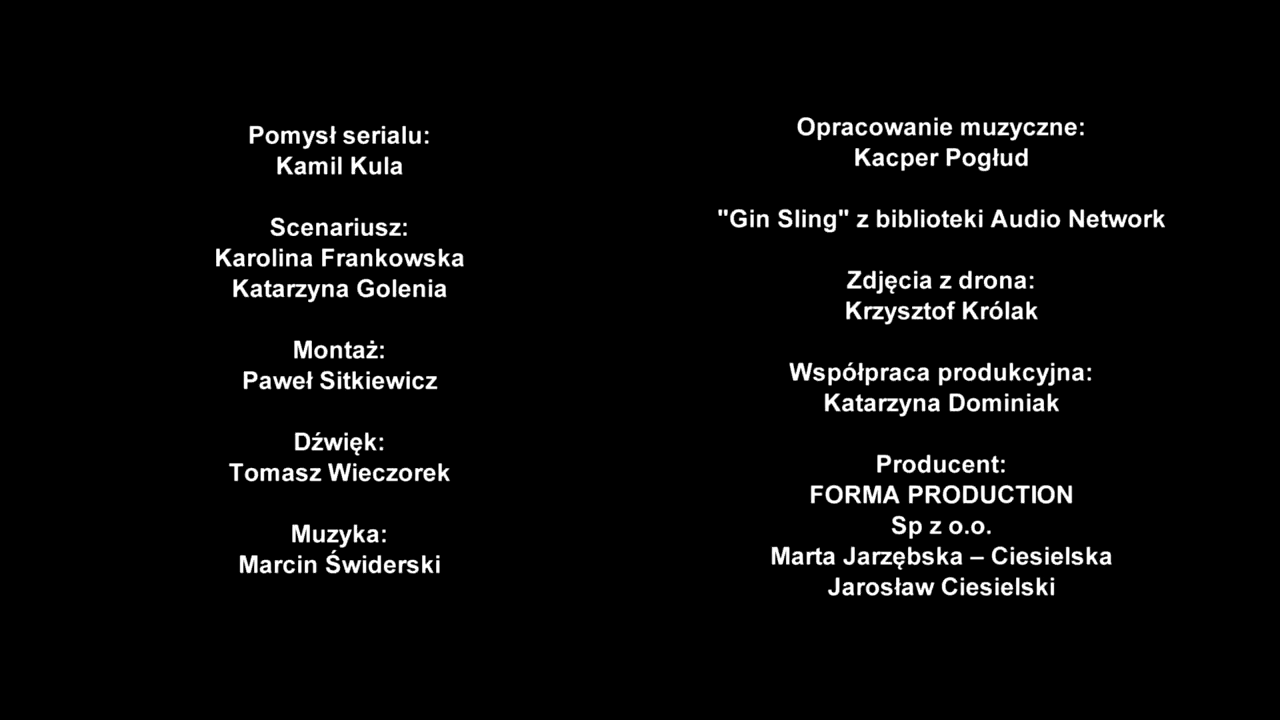 Pomysł serialu:
Kamil Kula
Scenariusz:
Karolina Frankowska
Katarzyna Golenia
Montaż:
Paweł Sitkiewicz
Dźwięk:
Tomasz Wieczorek
Muzyka:
Marcin Świderski
Opracowanie muzyczne:
Kacper Pogłud
"Gin Sling" z biblioteki Audio Network
Zdjęcia z drona:
Krzysztof Królak
Współpraca produkcyjna:
Katarzyna Dominiak
Producent:
FORMA PRODUCTION
Sp z o.o.
Marta Jarzębska – Ciesielska
Jarosław Ciesielski